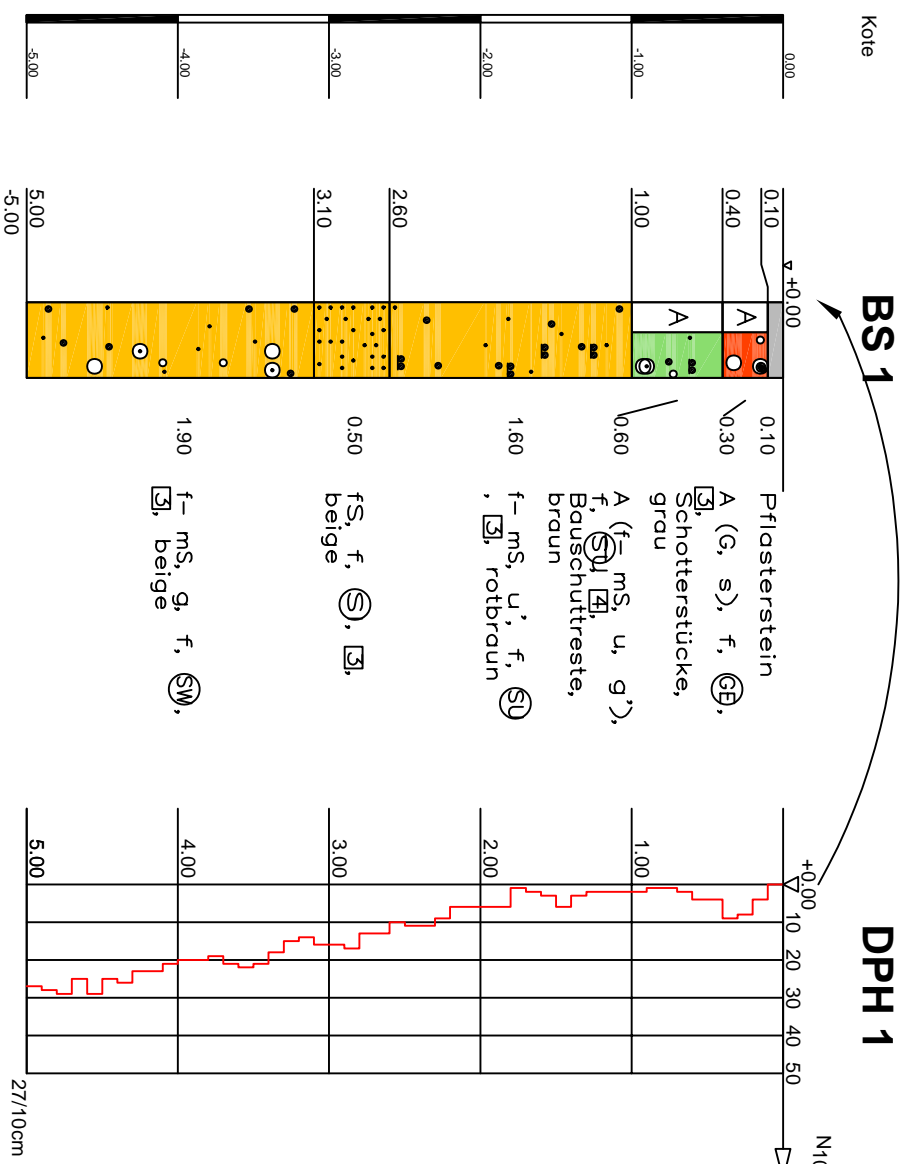 Kote
0.00
-1.00
-2.00
-3.00
-4.00
-5.00
BS 1
+0.00
0.10
0.40
1.00
2.60
3.10
5.00
-5.00
A
A
0.10
Pflasterstein
0.30
A (G, s), f, GE,
3,
Schotterstücke,
grau
0.60
A (f- mS, u, g'),
f, SU, 4,
Bauschuttreste,
braun
1.60
f- mS, u', f, SU
, 3, rotbraun
0.50
fS, f, SI, 3,
beige
1.90
f- mS, g, f, SW,
3, beige
DPH 1
+0.00
10
20
30
40
50
1.00
2.00
3.00
4.00
5.00
27/10cm